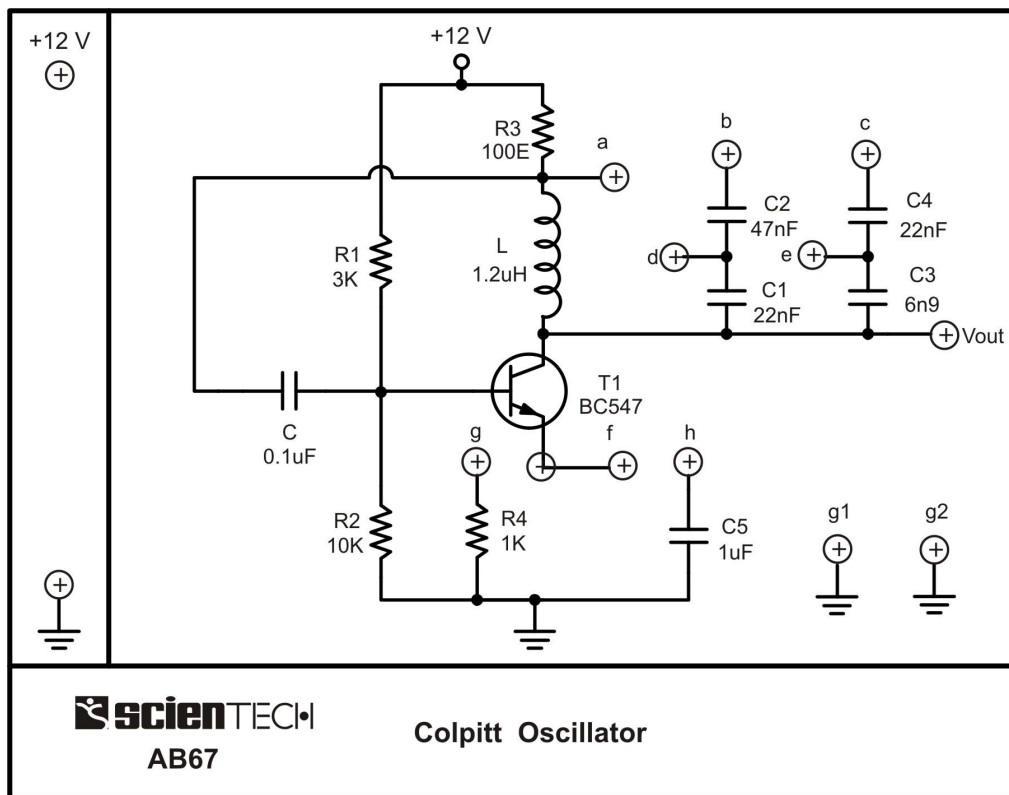 +12 V
+12 V
R3
100E
a
b
c
C2
47nF
C4
22nF
R1
3K
L
1.2uH
d
e
C1
22nF
C3
6n9
Vout
T1
BC547
C
0.1uF
g
f
h
R2
10K
R4
1K
C5
1uF
g1
g2
scienTECH
AB67
Colpitt Oscillator